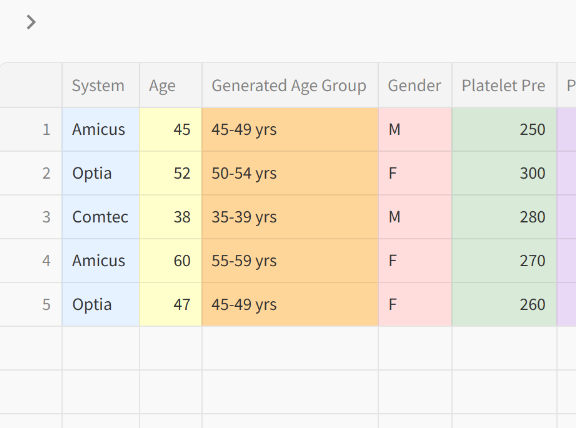 System Age Generated Age Group Gender Platelet Pre P
1 Amicus 45 45-49 yrs M 250
2 Optia 52 50-54 yrs F 300
3 Comtec 38 35-39 yrs M 280
4 Amicus 60 55-59 yrs F 270
5 Optia 47 45-49 yrs F 260